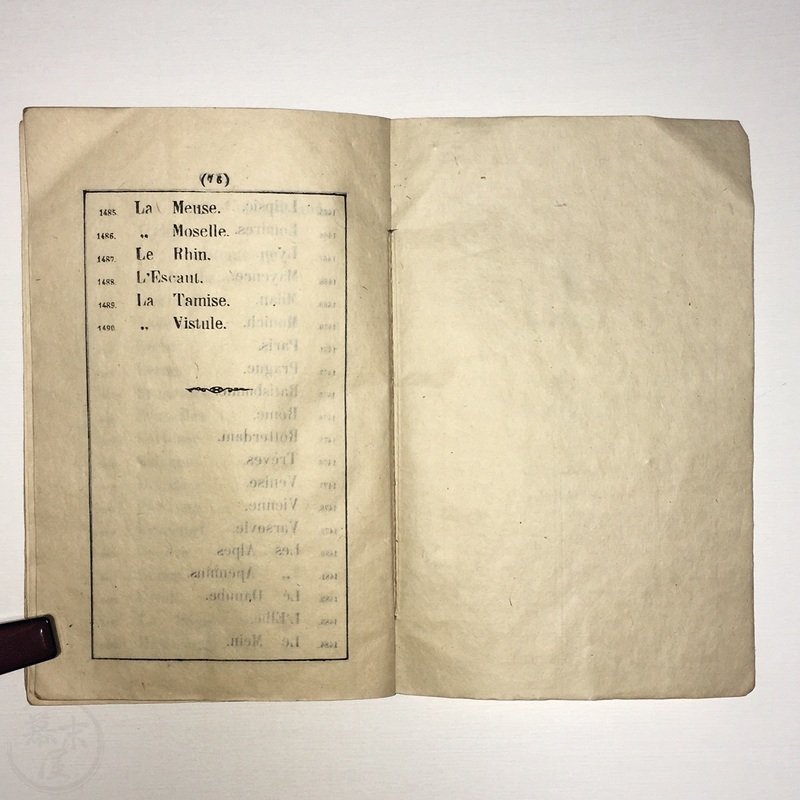 (76)
1485. La Meuse.
1486. „ Moselle.
1487. Le Rhin.
1488. L'Escaut.
1489. La Tamise.
1490. „ Vistule.